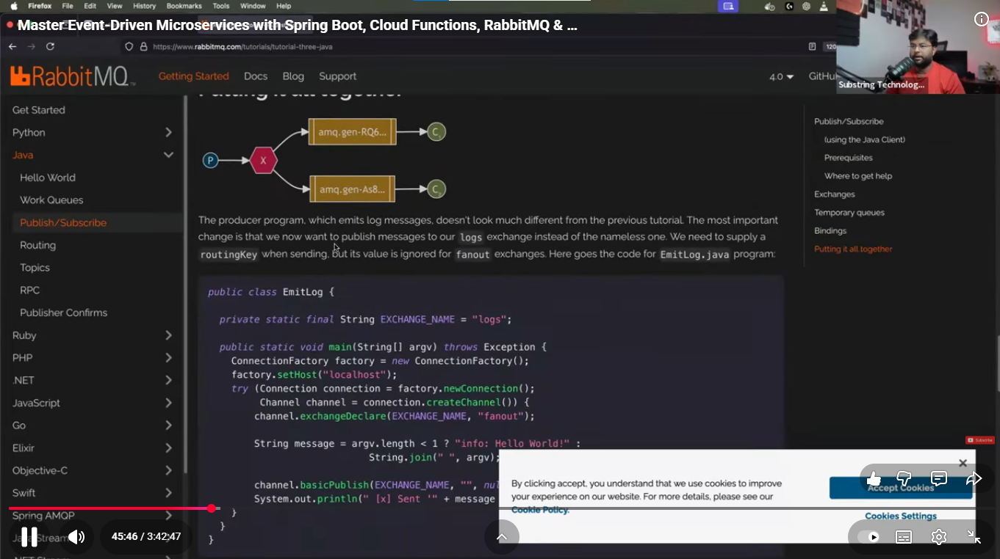 Firefox File Edit View History Bookmarks Tools Window Help
Master Event-Driven Microservices with Spring Boot, Cloud Functions, RabbitMQ & ...
https://www.rabbitmq.com/tutorials/tutorial-three-java
120
Substring Technolog...
RabbitMQ
Getting Started Docs Blog Support
4.0
GitHu
Get Started
Python
Java
Hello World
Work Queues
Publish/Subscribe
Routing
Topics
RPC
Publisher Confirms
Ruby
PHP
.NET
JavaScript
Go
Elixir
Objective-C
Swift
Spring AMQP
Putting it all together
P
X
amq.gen-RQ6...
C1
amq.gen-As8...
C2
The producer program, which emits log messages, doesn't look much different from the previous tutorial. The most important
change is that we now want to publish messages to our logs exchange instead of the nameless one. We need to supply a
routingKey when sending, but its value is ignored for fanout exchanges. Here goes the code for EmitLog.java program:
public class EmitLog {
private static final String EXCHANGE_NAME = "logs";
public static void main(String[] argv) throws Exception {
ConnectionFactory factory = new ConnectionFactory();
factory.setHost("localhost");
try (Connection connection = factory.newConnection();
Channel channel = connection.createChannel()) {
channel.exchangeDeclare(EXCHANGE_NAME, "fanout");
String message = argv.length < 1 ? "info: Hello World!" :
String.join(" ", argv);
channel.basicPublish(EXCHANGE_NAME, "", nul
System.out.println(" [x] Sent '" + message
}
}
}
Publish/Subscribe
(using the Java Client)
Prerequisites
Where to get help
Exchanges
Temporary queues
Bindings
Putting it all together
Subscribe
By clicking accept, you understand that we use cookies to improve
your experience on our website. For more details, please see our
Cookie Policy.
Accept Cookies
Cookies Settings
45:46 / 3:42:47